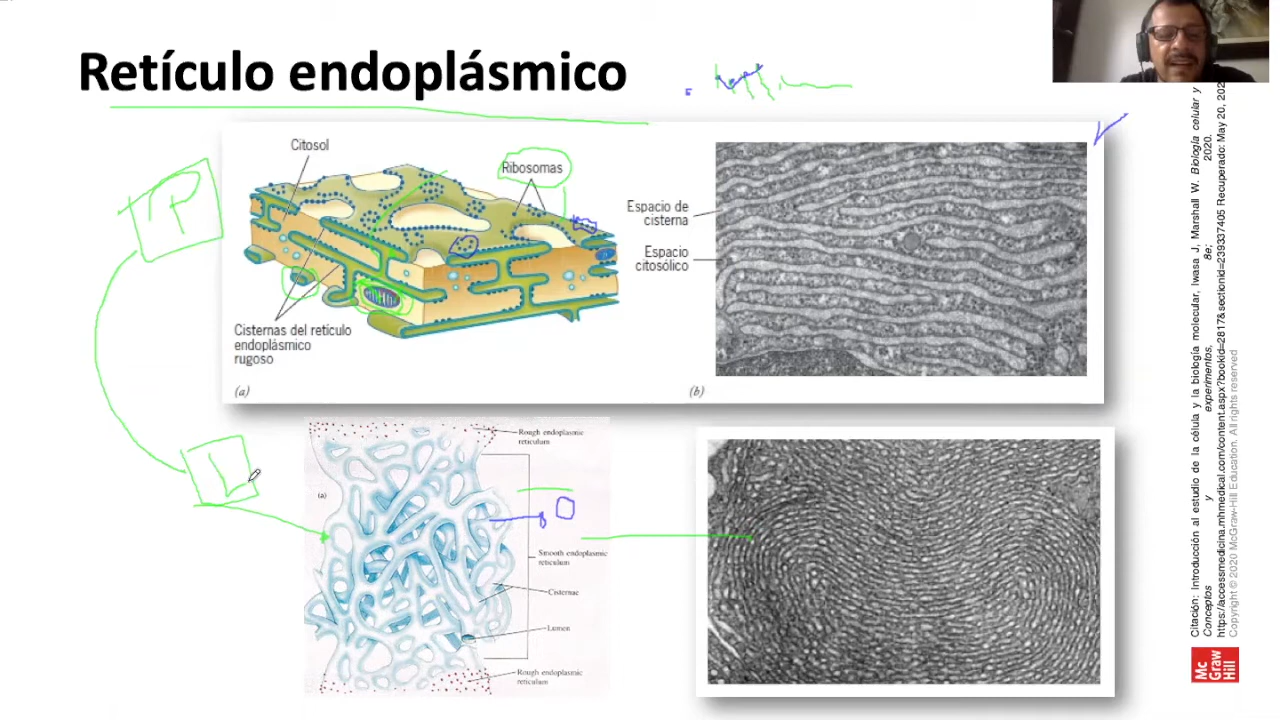 Retículo endoplásmico
Citosol
Ribosomas
Cisternas del retículo
endoplásmico
rugoso
(a)
Espacio de
cisterna
Espacio
citosólico
(b)
Rough endoplasmic
reticulum
(a)
Smooth endoplasmic
reticulum
Cisternae
Lumen
Rough endoplasmic
reticulum
L
Citación: Introducción al estudio de la célula y la biología molecular, Iwasa J, Marshall W. Biología celular y
Conceptos y experimentos, 8e; 2020.
https://accessmedicina.mhmedical.com/content.aspx?bookid=2817&sectionid=239337405 Recuperado: May 20, 202
Copyright © 2020 McGraw-Hill Education. All rights reserved
Mc
Graw
Hill